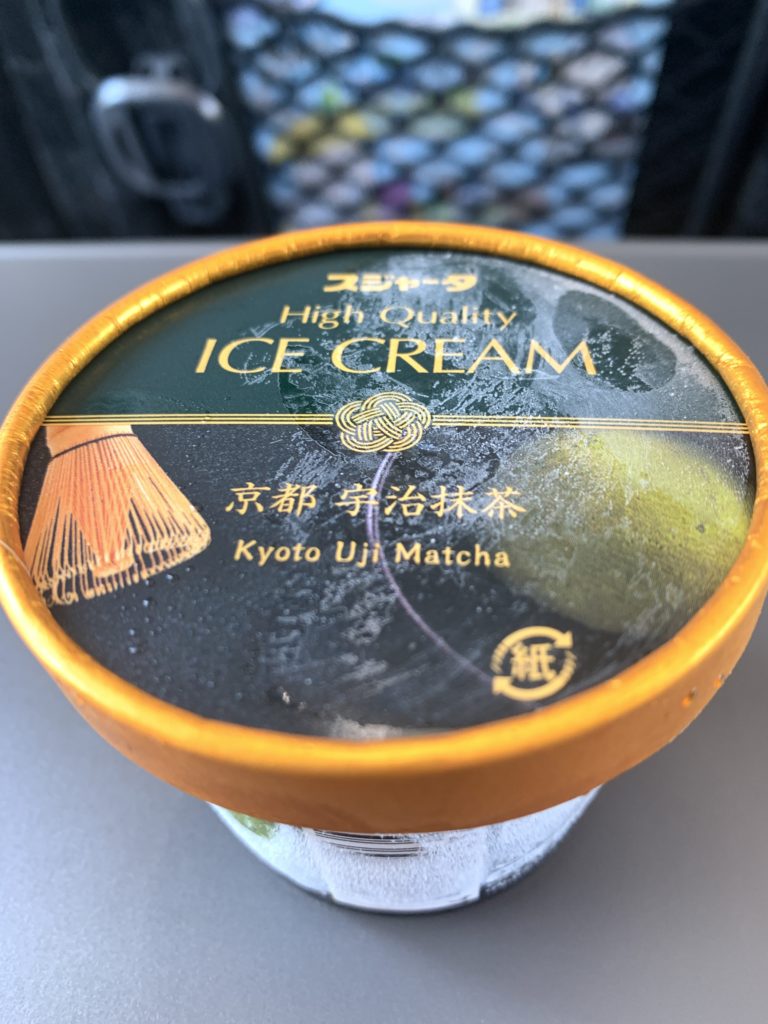 スジャータ
High Quality
ICE CREAM
京都 宇治抹茶
Kyoto Uji Matcha
紙